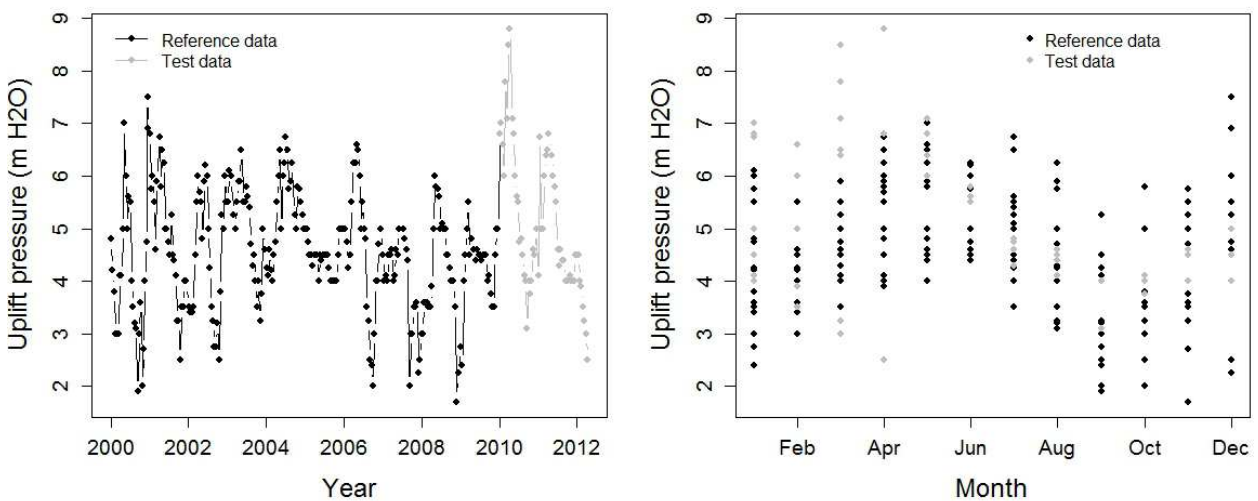 Uplift pressure (m H2O)
9
8
7
6
5
4
3
2
Reference data
Test data
2000 2002 2004 2006 2008 2010 2012
Year
Uplift pressure (m H2O)
9
8
7
6
5
4
3
2
Reference data
Test data
Feb Apr Jun Aug Oct Dec
Month